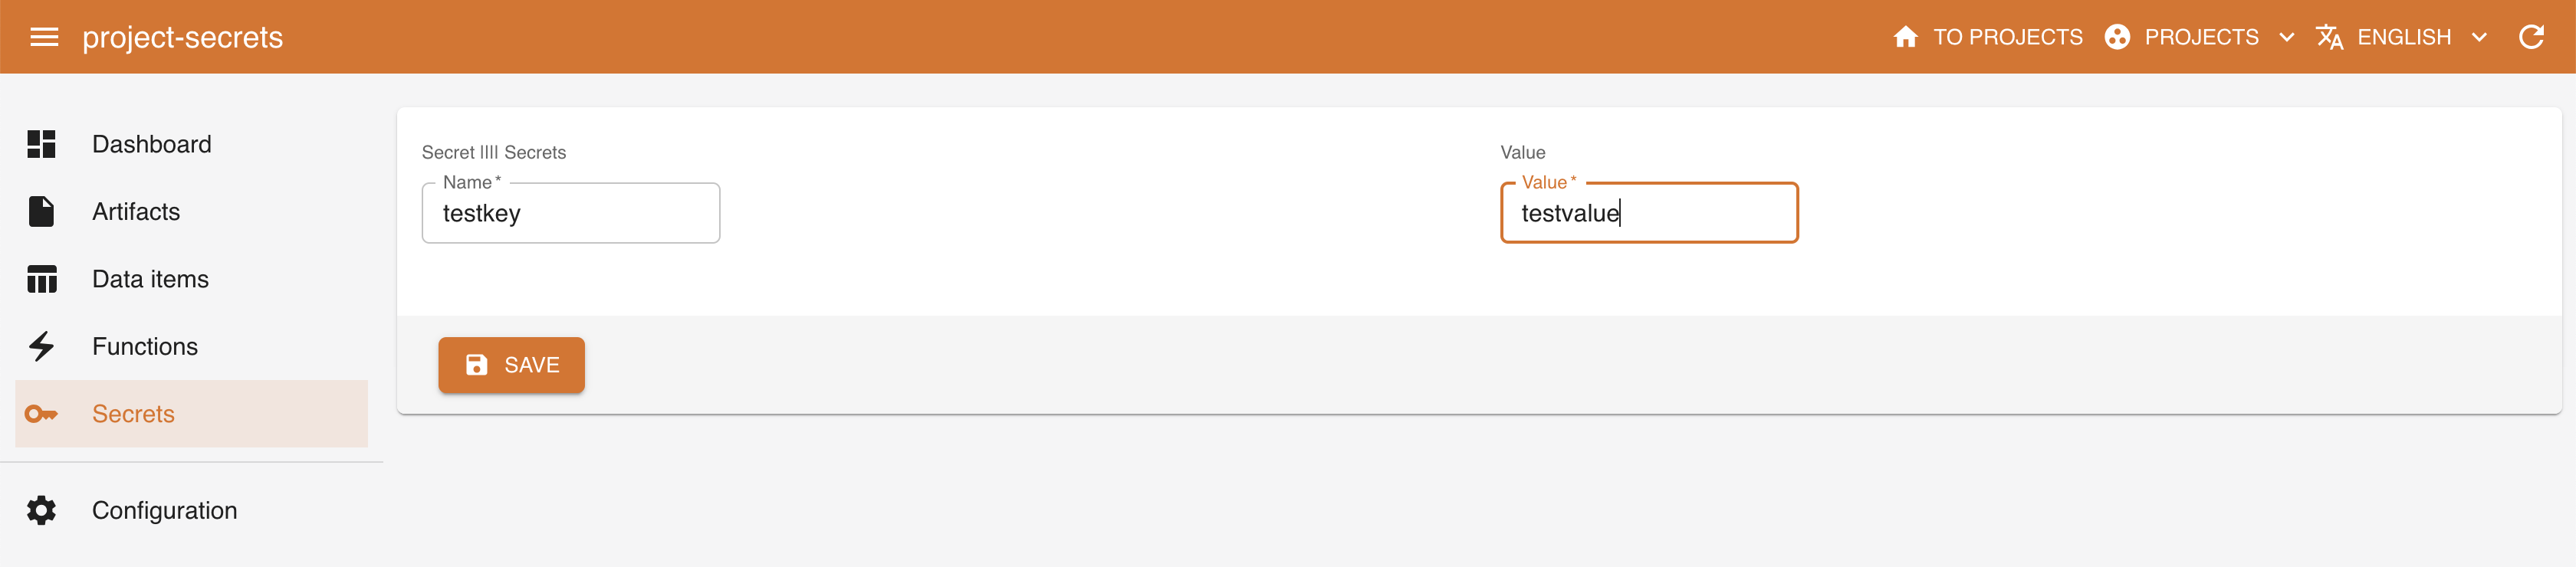 project-secrets
TO PROJECTS
PROJECTS
ENGLISH
Dashboard
Artifacts
Data items
Functions
Secrets
Configuration
Secret |||| Secrets
Name *
testkey
Value
Value *
testvalue
SAVE